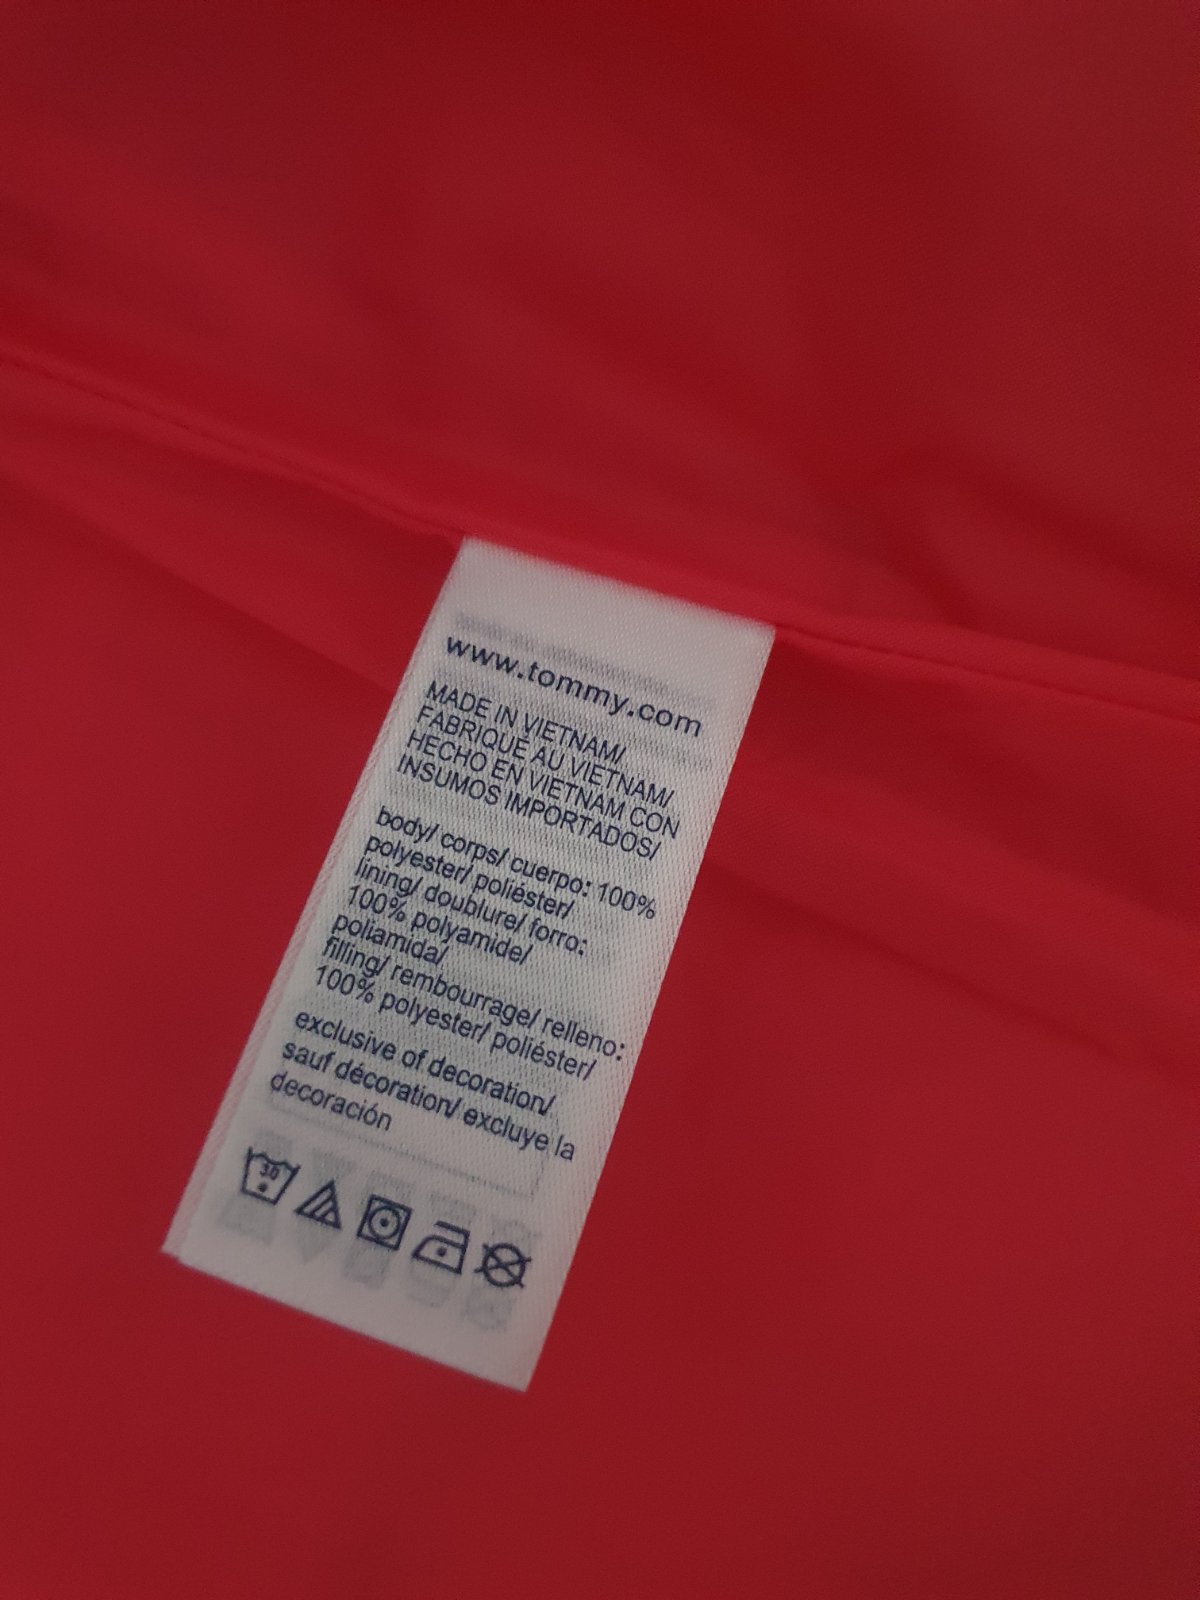 www.tommy.com
MADE IN VIETNAM/
FABRIQUÉ AU VIETNAM/
HECHO EN VIETNAM CON
INSUMOS IMPORTADOS/
body/ corps/ cuerpo: 100%
polyester/ poliéster/
lining/ doublure/ forro:
100% polyamide/
poliamida/
filling/ rembourrage/ relleno:
100% polyester/ poliéster/
exclusive of decoration/
sauf décoration/ excluye la
decoración
30